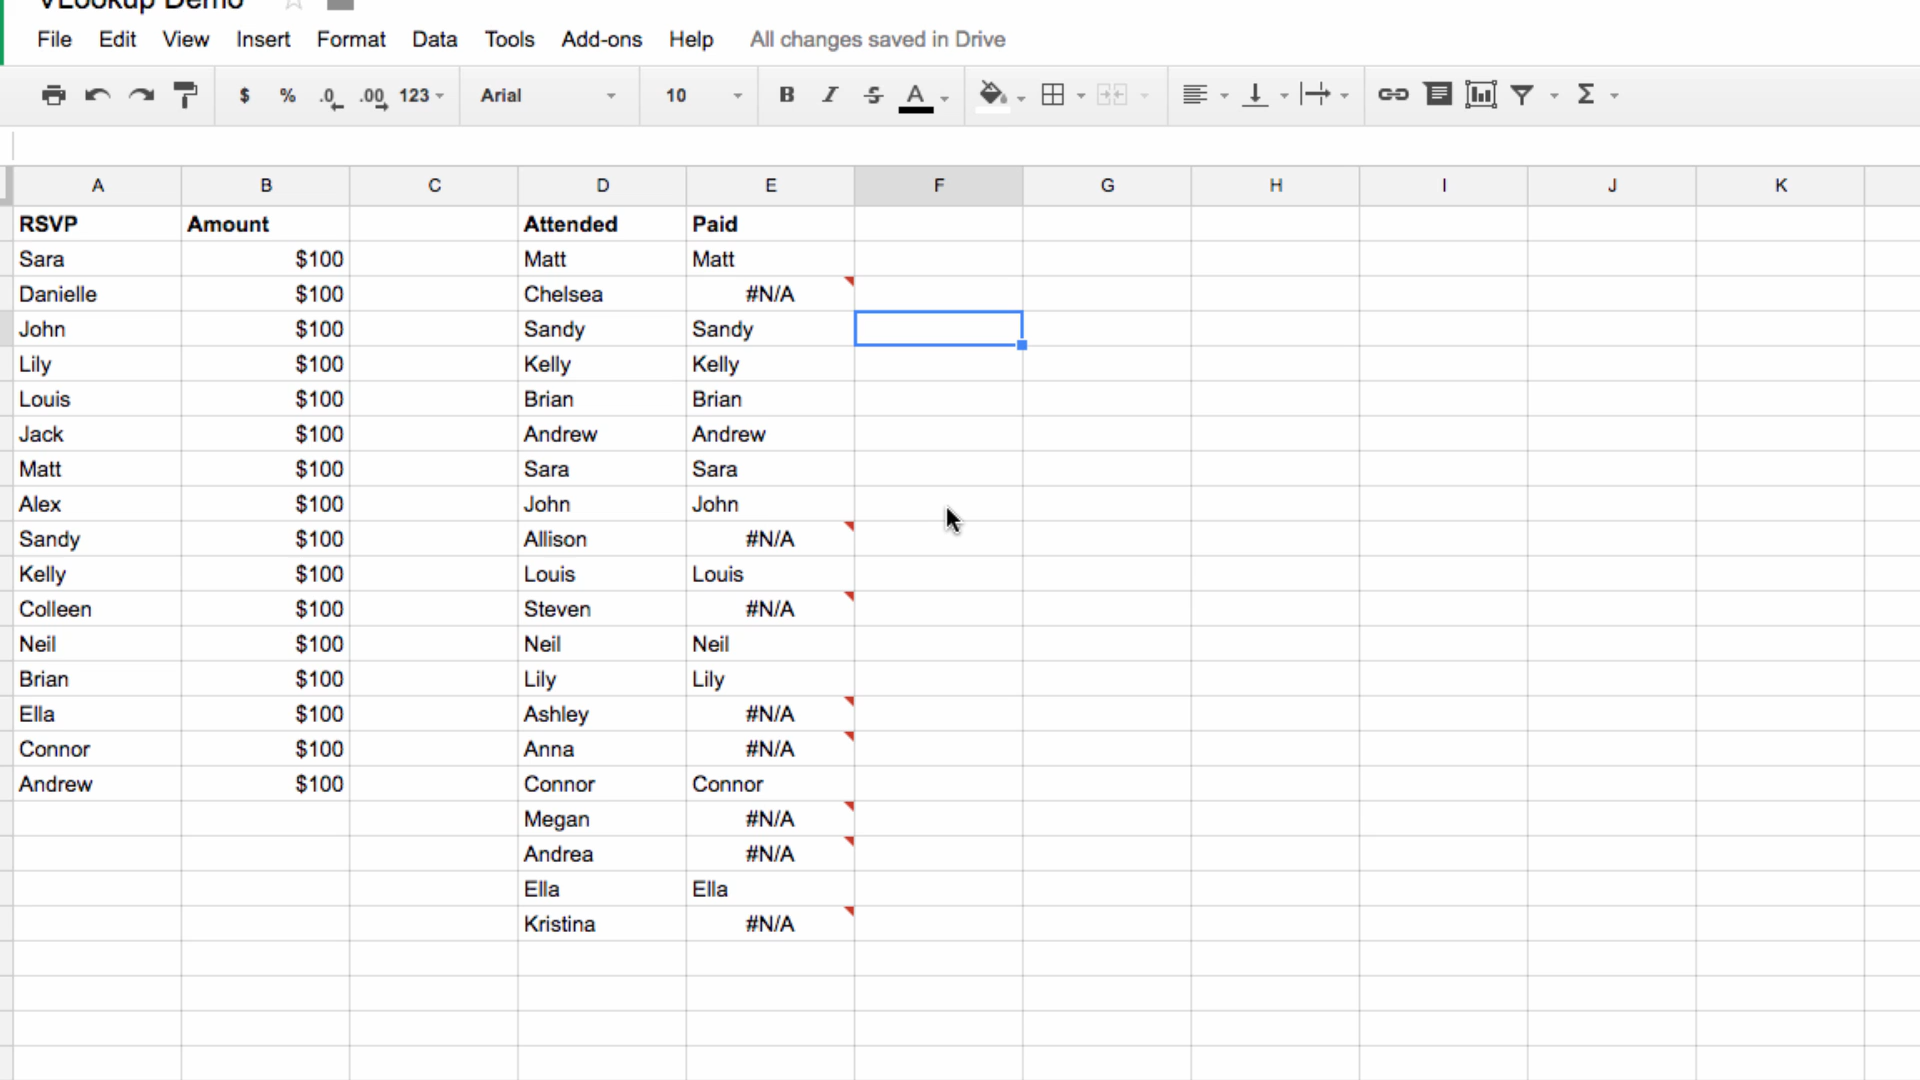 VLookup Demo
File Edit View Insert Format Data Tools Add-ons Help All changes saved in Drive
$ % .0 .00 123 Arial 10 B I S A Σ
A B C D E F G H I J K
RSVP Amount Attended Paid
Sara $100 Matt Matt
Danielle $100 Chelsea #N/A
John $100 Sandy Sandy
Lily $100 Kelly Kelly
Louis $100 Brian Brian
Jack $100 Andrew Andrew
Matt $100 Sara Sara
Alex $100 John John
Sandy $100 Allison #N/A
Kelly $100 Louis Louis
Colleen $100 Steven #N/A
Neil $100 Neil Neil
Brian $100 Lily Lily
Ella $100 Ashley #N/A
Connor $100 Anna #N/A
Andrew $100 Connor Connor
Megan #N/A
Andrea #N/A
Ella Ella
Kristina #N/A